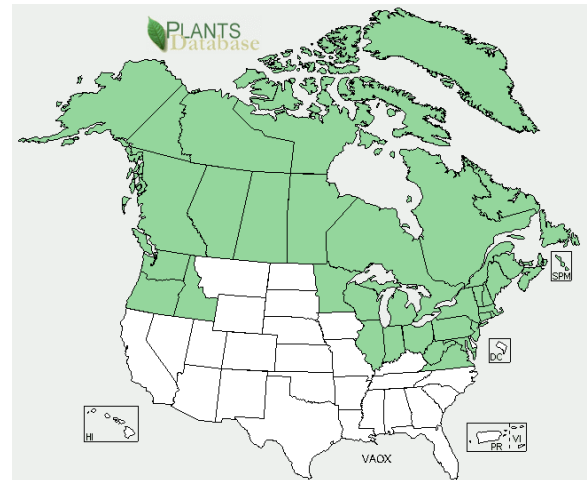 PLANTS
Database
SPM
DC
HI
PR
VI
VAOX